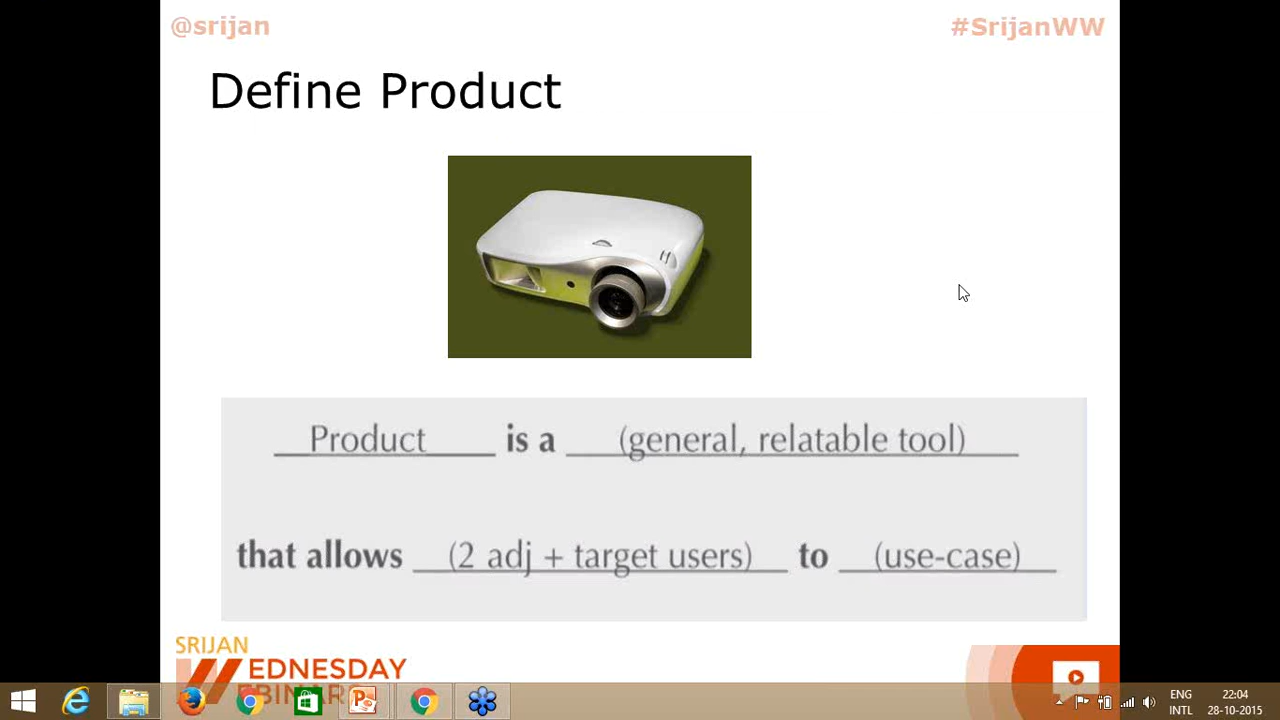 @srijan
#SrijanWW
Define Product
Product is a (general, relatable tool)
that allows (2 adj + target users) to (use-case)
SRIJAN
WEDNESDAY
ENG
22:04
INTL
28-10-2015